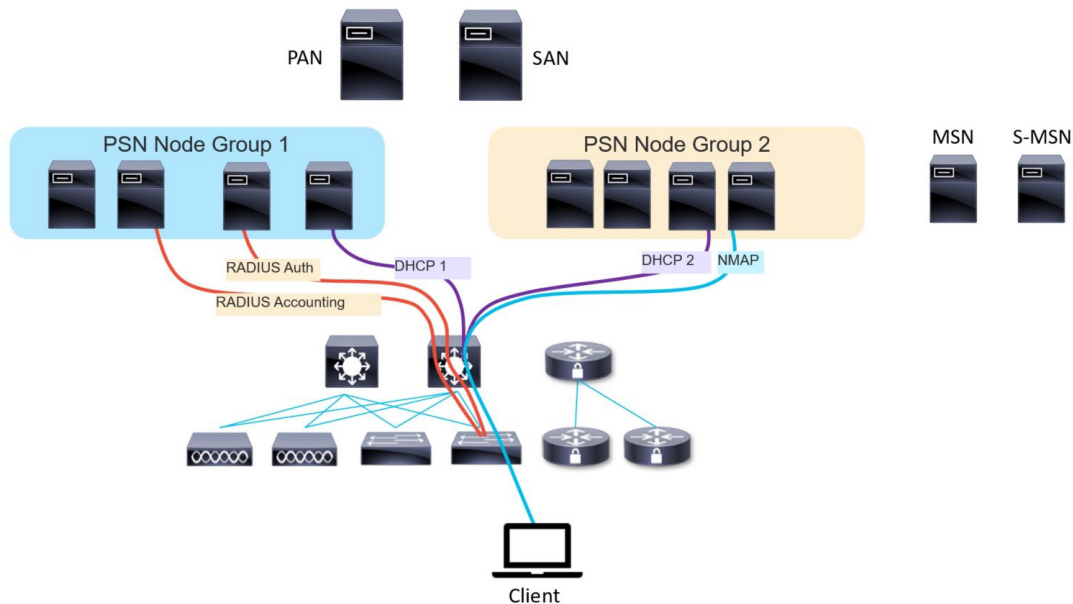 PAN
SAN
PSN Node Group 1
PSN Node Group 2
MSN
S-MSN
RADIUS Auth
DHCP 1
DHCP 2
NMAP
RADIUS Accounting
Client